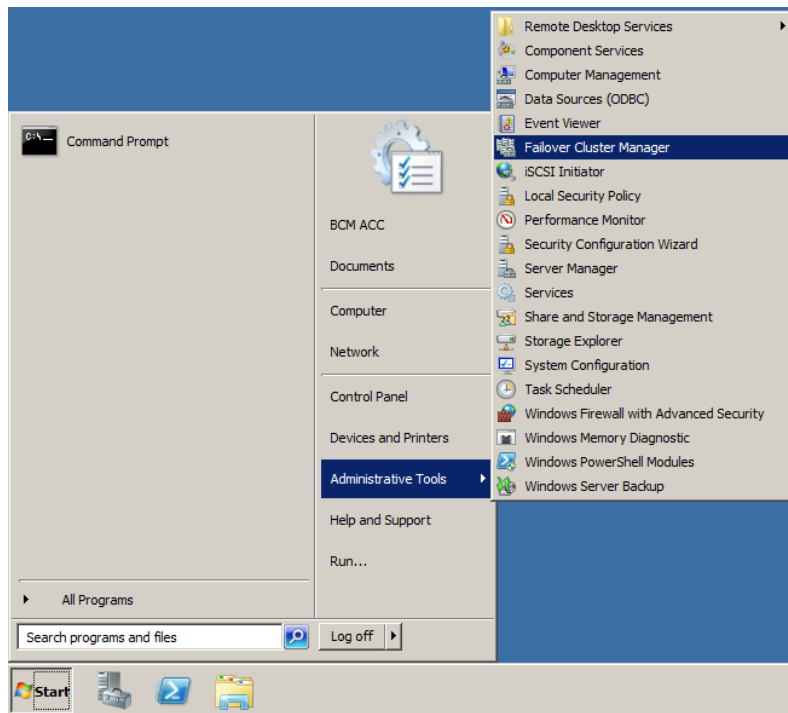 Remote Desktop Services
Component Services
Computer Management
Data Sources (ODBC)
Event Viewer
Failover Cluster Manager
iSCSI Initiator
Local Security Policy
Performance Monitor
Security Configuration Wizard
Server Manager
Services
Share and Storage Management
Storage Explorer
System Configuration
Task Scheduler
Windows Firewall with Advanced Security
Windows Memory Diagnostic
Windows PowerShell Modules
Windows Server Backup
C:\
Command Prompt
BCM ACC
Documents
Computer
Network
Control Panel
Devices and Printers
Administrative Tools
Help and Support
Run...
All Programs
Search programs and files
Log off
Start